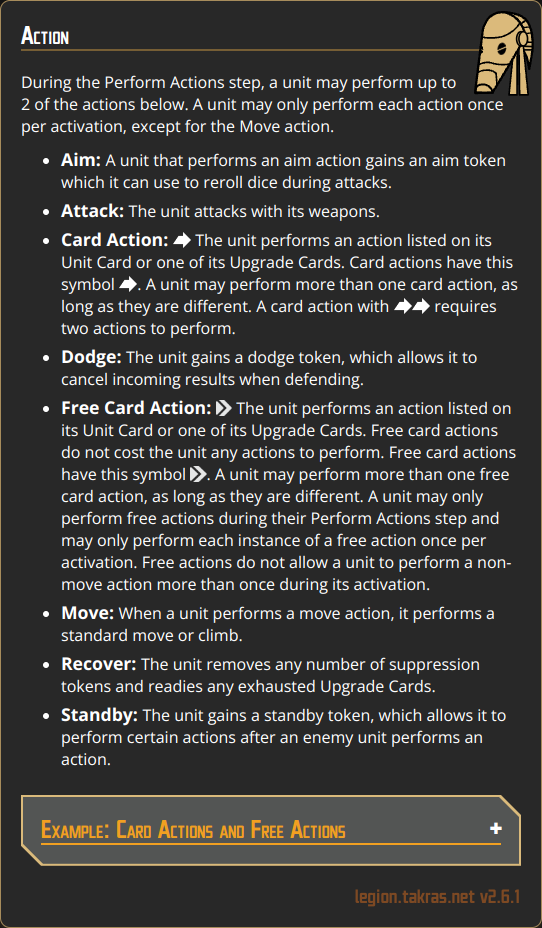 Action
During the Perform Actions step, a unit may perform up to
2 of the actions below. A unit may only perform each action once
per activation, except for the Move action.
• Aim: A unit that performs an aim action gains an aim token
which it can use to reroll dice during attacks.
• Attack: The unit attacks with its weapons.
• Card Action: The unit performs an action listed on its
Unit Card or one of its Upgrade Cards. Card actions have this
symbol . A unit may perform more than one card action, as
long as they are different. A card action with requires
two actions to perform.
• Dodge: The unit gains a dodge token, which allows it to
cancel incoming results when defending.
• Free Card Action: The unit performs an action listed on
its Unit Card or one of its Upgrade Cards. Free card actions
do not cost the unit any actions to perform. Free card actions
have this symbol . A unit may perform more than one free
card action, as long as they are different. A unit may only
perform free actions during their Perform Actions step and
may only perform each instance of a free action once per
activation. Free actions do not allow a unit to perform a non-
move action more than once during its activation.
• Move: When a unit performs a move action, it performs a
standard move or climb.
• Recover: The unit removes any number of suppression
tokens and readies any exhausted Upgrade Cards.
• Standby: The unit gains a standby token, which allows it to
perform certain actions after an enemy unit performs an
action.
Example: Card Actions and Free Actions +
legion.takras.net v2.6.1